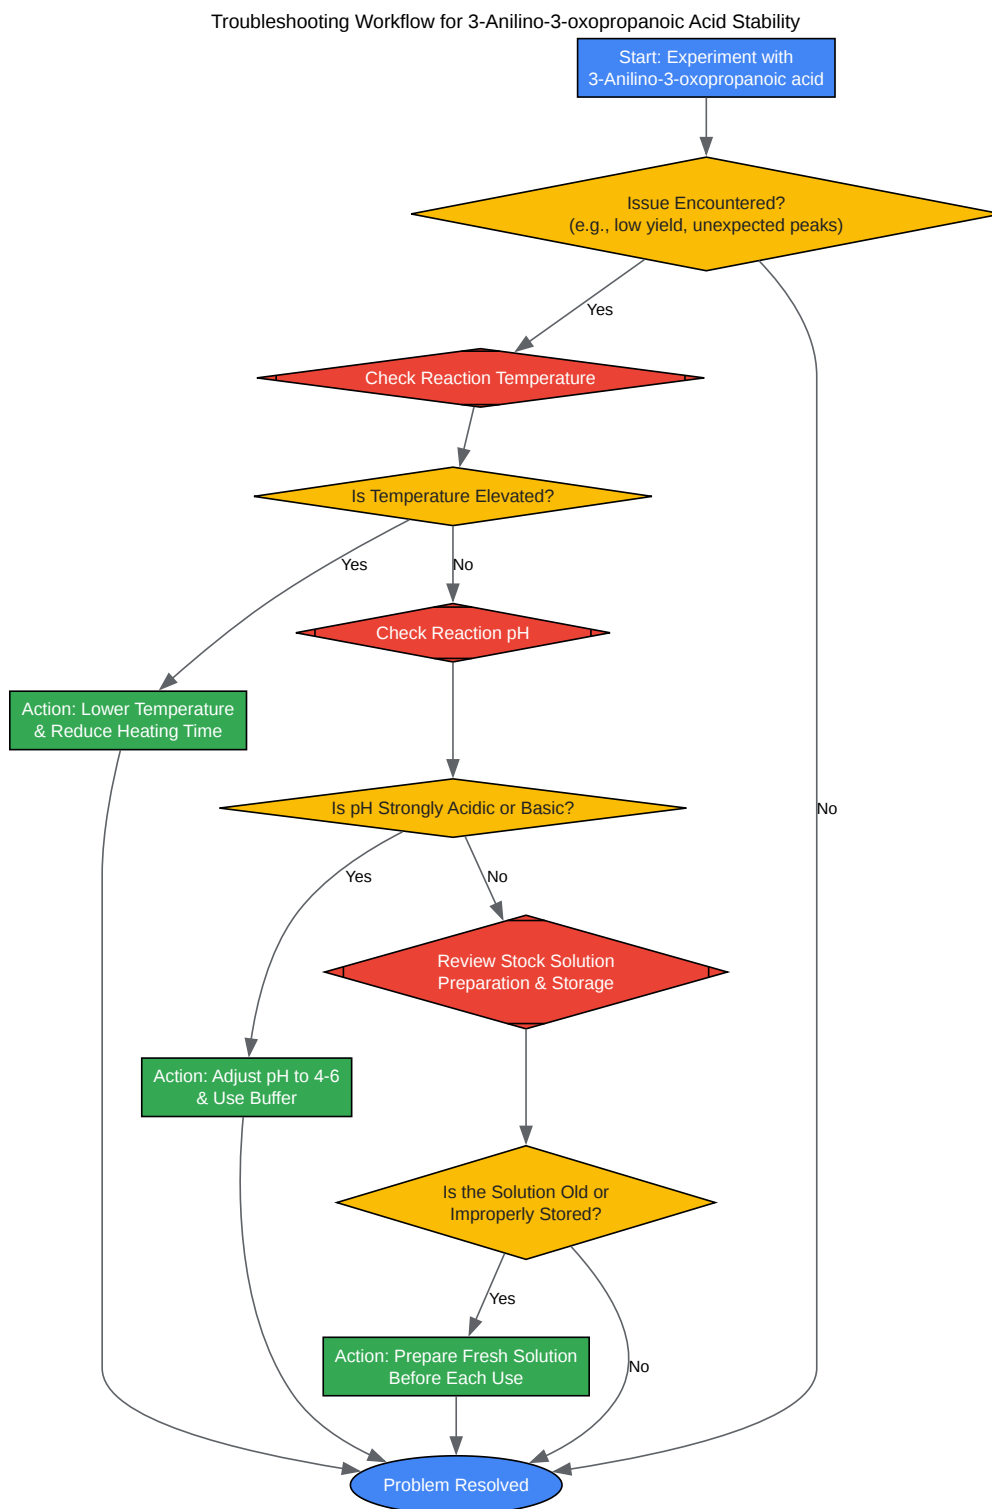 Troubleshooting Workflow for 3-Anilino-3-oxopropanoic Acid Stability
Start: Experiment with
3-Anilino-3-oxopropanoic acid
Issue Encountered?
(e.g., low yield, unexpected peaks)
Yes
Check Reaction Temperature
Is Temperature Elevated?
Yes
No
Check Reaction pH
Action: Lower Temperature
& Reduce Heating Time
Is pH Strongly Acidic or Basic?
No
Yes
No
Review Stock Solution
Preparation & Storage
Action: Adjust pH to 4-6
& Use Buffer
Is the Solution Old or
Improperly Stored?
Yes
Action: Prepare Fresh Solution
Before Each Use
No
Problem Resolved